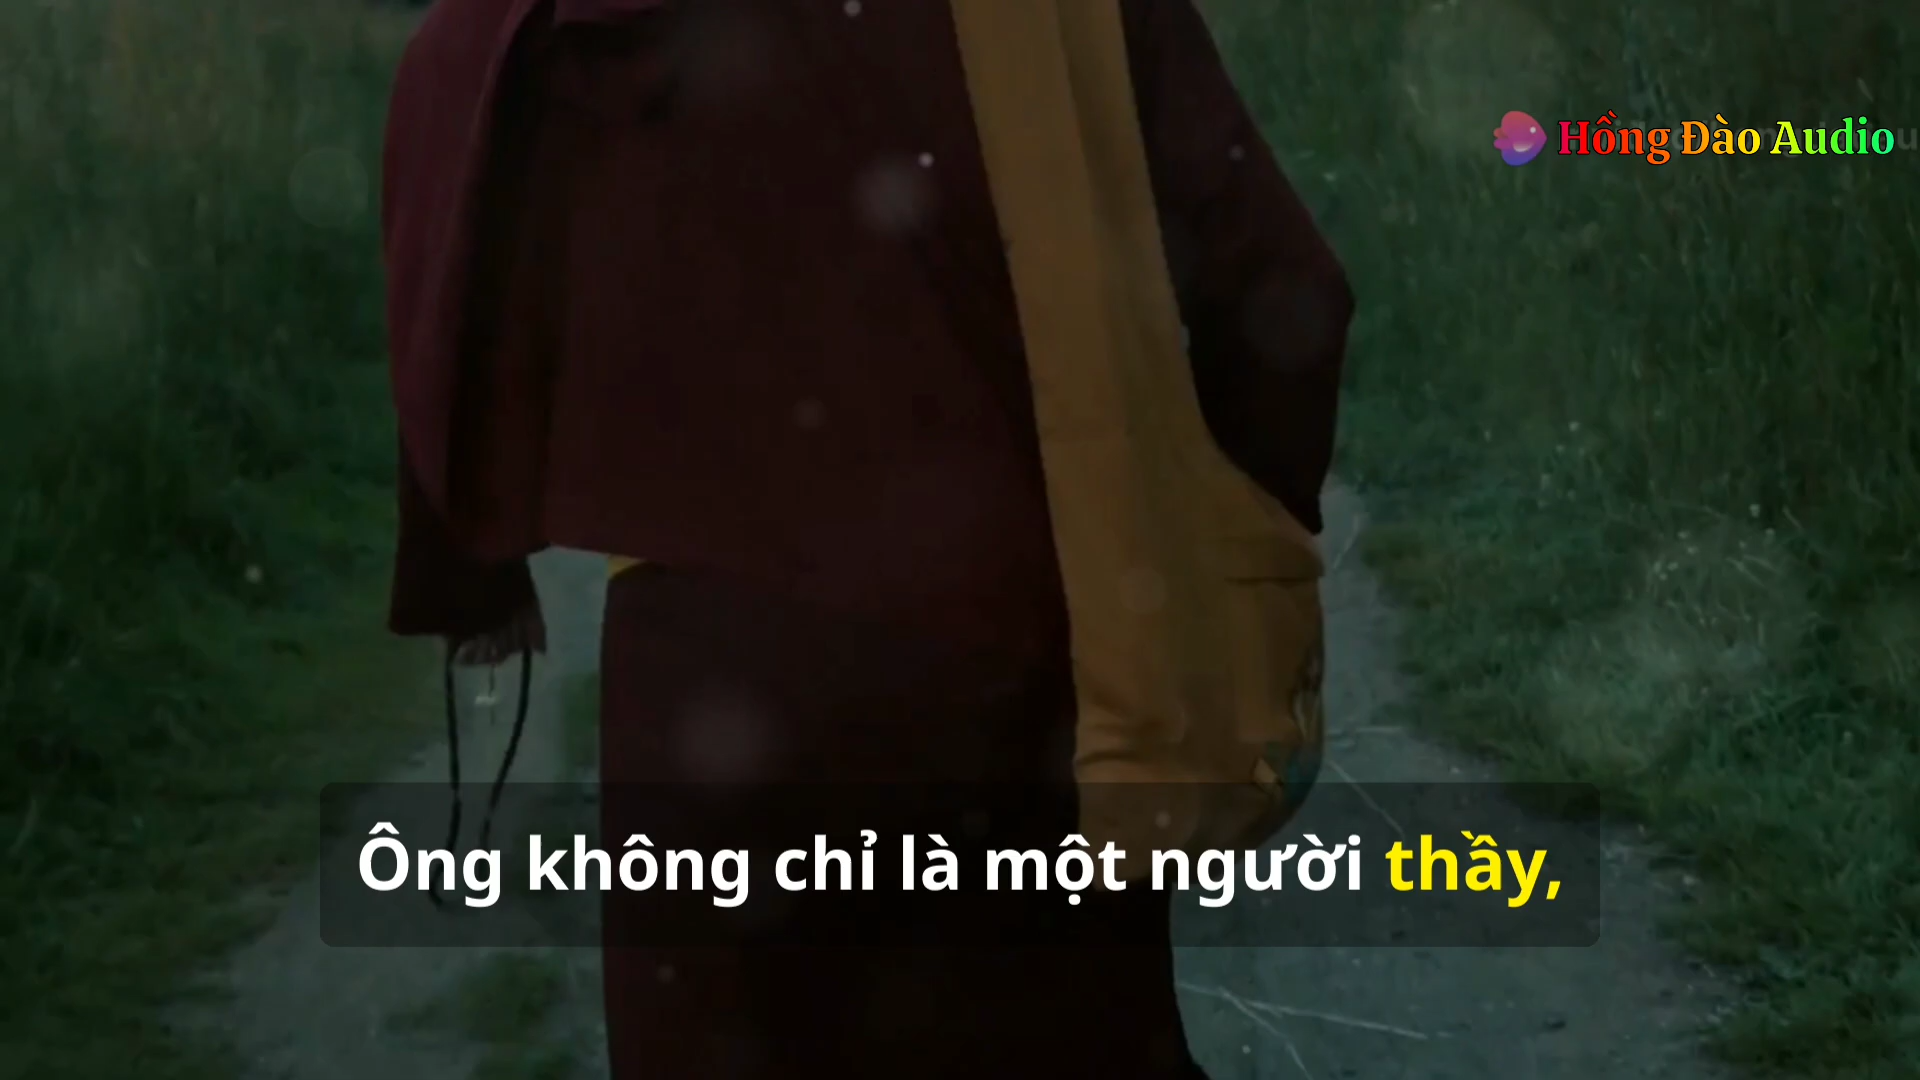 Hồng Đào Audio
Ông không chỉ là một người thầy,